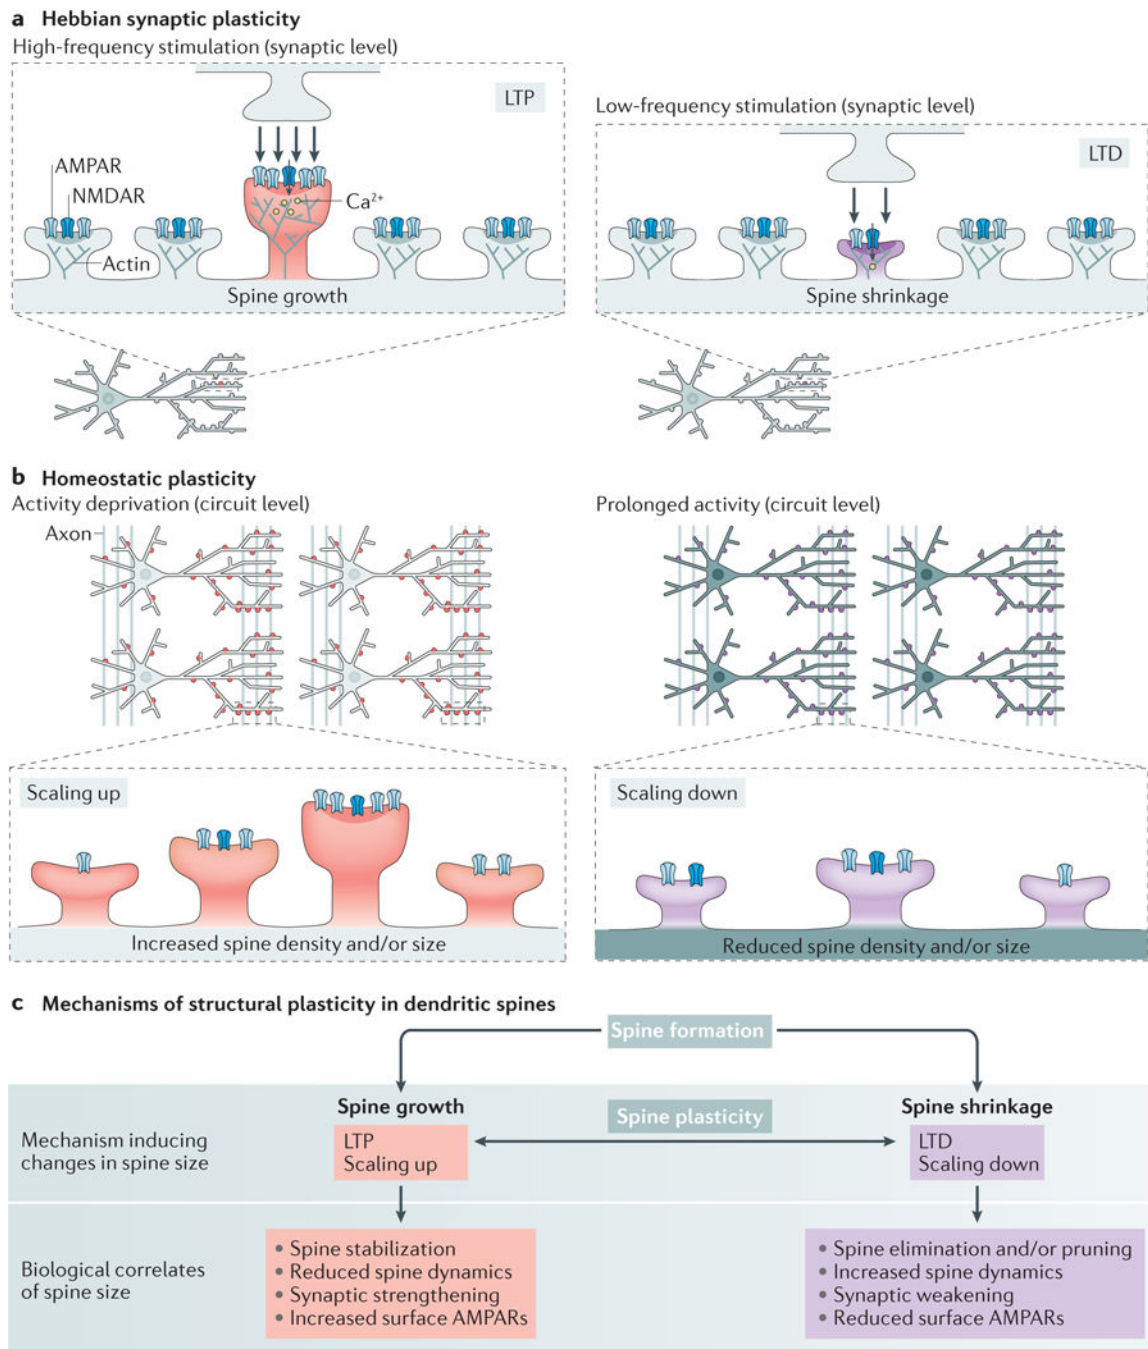 a Hebbian synaptic plasticity
High-frequency stimulation (synaptic level)
LTP
AMPAR
NMDAR
Ca²⁺
Actin
Spine growth
Low-frequency stimulation (synaptic level)
LTD
Spine shrinkage
b Homeostatic plasticity
Activity deprivation (circuit level)
Axon
Scaling up
Increased spine density and/or size
Prolonged activity (circuit level)
Scaling down
Reduced spine density and/or size
c Mechanisms of structural plasticity in dendritic spines
Spine formation
Spine growth
Spine plasticity
Spine shrinkage
Mechanism inducing
changes in spine size
LTP
Scaling up
LTD
Scaling down
Biological correlates
of spine size
• Spine stabilization
• Reduced spine dynamics
• Synaptic strengthening
• Increased surface AMPARs
• Spine elimination and/or pruning
• Increased spine dynamics
• Synaptic weakening
• Reduced surface AMPARs